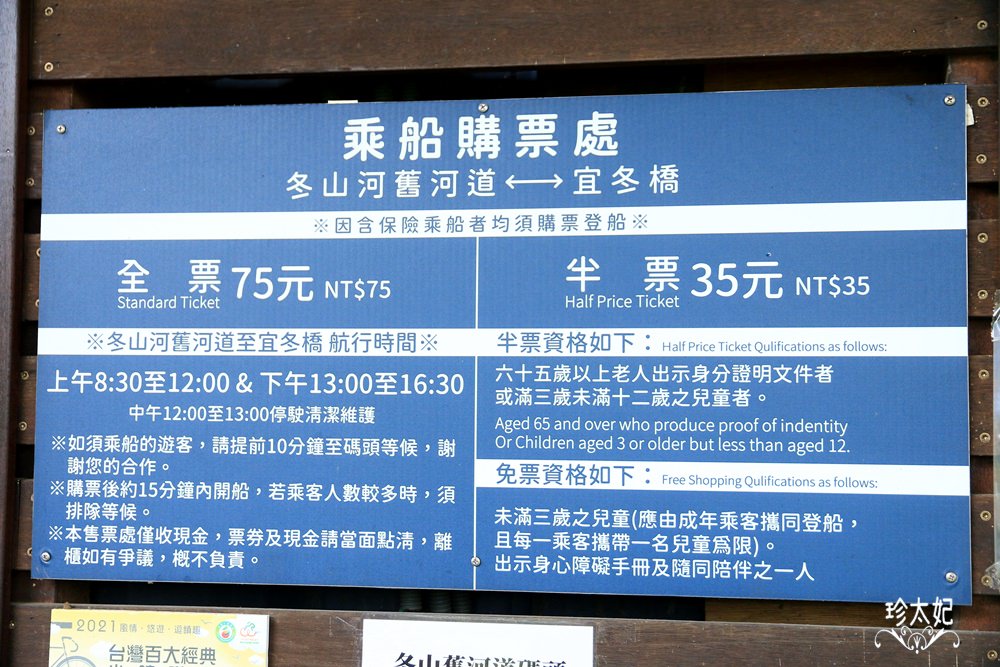 乘船購票處
冬山河舊河道⟷宜冬橋
※因含保險乘船者均須購票登船※
全 票 75元 NT$75
Standard Ticket
半 票 35元 NT$35
Half Price Ticket
※冬山河舊河道至宜冬橋 航行時間※
上午8:30至12:00 & 下午13:00至16:30
中午12:00至13:00停駛清潔維護
※如須乘船的遊客，請提前10分鐘至碼頭等候，謝
謝您的合作。
※購票後約15分鐘內開船，若乘客人數較多時，須
排隊等候。
※本售票處僅收現金，票券及現金請當面點清，離
櫃如有爭議，概不負責。
半票資格如下： Half Price Ticket Qulifications as follows:
六十五歲以上老人出示身分證明文件者
或滿三歲未滿十二歲之兒童者。
Aged 65 and over who produce proof of indentity
Or Children aged 3 or older but less than aged 12.
免票資格如下： Free Shopping Qulifications as follows:
未滿三歲之兒童(應由成年乘客攜同登船，
且每一乘客攜帶一名兒童為限)。
出示身心障礙手冊及隨同陪伴之一人
2021 風情・悠遊・迎鎮趣
台灣百大經典
冬山舊河道碼頭
珍太妃